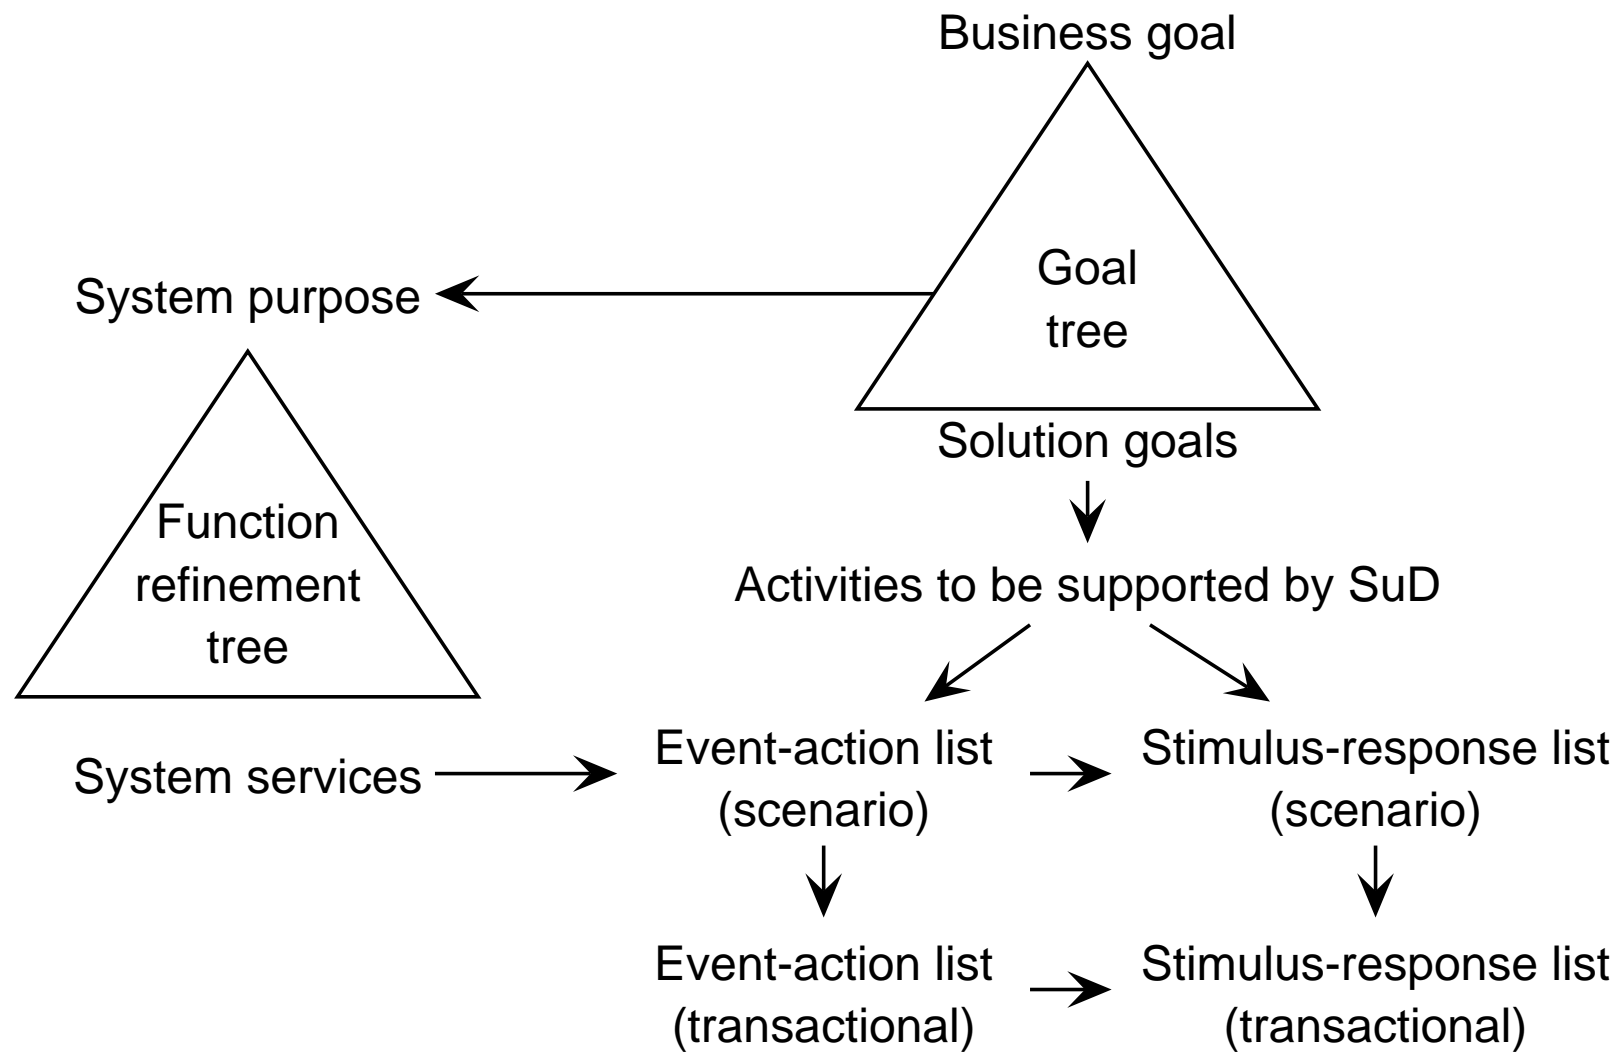 Business goal
Goal
tree
System purpose
Solution goals
Function
refinement
tree
Activities to be supported by SuD
System services
Event-action list
(scenario)
Stimulus-response list
(scenario)
Event-action list
(transactional)
Stimulus-response list
(transactional)